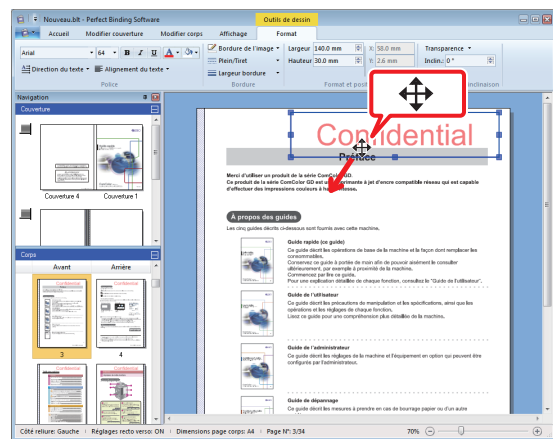 Nouveau.blt - Perfect Binding Software
Outils de dessin
Accueil
Modifier couverture
Modifier corps
Affichage
Format
Arial
64
B I U A
Bordure de l'image
Largeur 140.0 mm
X: 58.0 mm
Transparence
Plein/Tiret
Hauteur 30.0 mm
Y: 2.6 mm
Inclin.: 0 °
Direction du texte
Alignement du texte
Largeur bordure
Police
Bordure
Format et posit
inclinaison
Navigation
Couverture
Couverture 4
Couverture 1
Corps
Avant
Arrière
3
4
Confidential
Préface
Merci d'utiliser un produit de la série ComColor GD.
Ce produit de la série ComColor GD est un imprimante à jet d'encre compatible réseau qui est capable
d'effectuer des impressions couleurs à haute vitesse.
À propos des guides
Les cinq guides décrits ci-dessous sont fournis avec cette machine.
Guide rapide (ce guide)
Ce guide décrit les opérations de base de la machine et la façon dont remplacer les
consommables.
Conservez ce guide à portée de main afin de pouvoir aisément le consulter
ultérieurement, par exemple à proximité de la machine.
Commencez par lire ce guide.
Pour une explication détaillée de chaque fonction, consultez le "Guide de l'utilisateur".
Guide de l'utilisateur
Ce guide décrit les précautions de manipulation et les spécifications, ainsi que les
opérations et les réglages de chaque fonction.
Lisez ce guide pour une compréhension plus détaillée de la machine.
Guide de l'administrateur
Ce guide décrit les réglages de la machine et l'équipement en option qui peuvent être
configurés par l'administrateur.
Guide de dépannage
Ce guide décrit les mesures à prendre en cas de bourrage papier ou d'un autre
Côté reliure: Gauche
Réglages recto verso: ON
Dimensions page corps: A4
Page N°: 3/34
70%